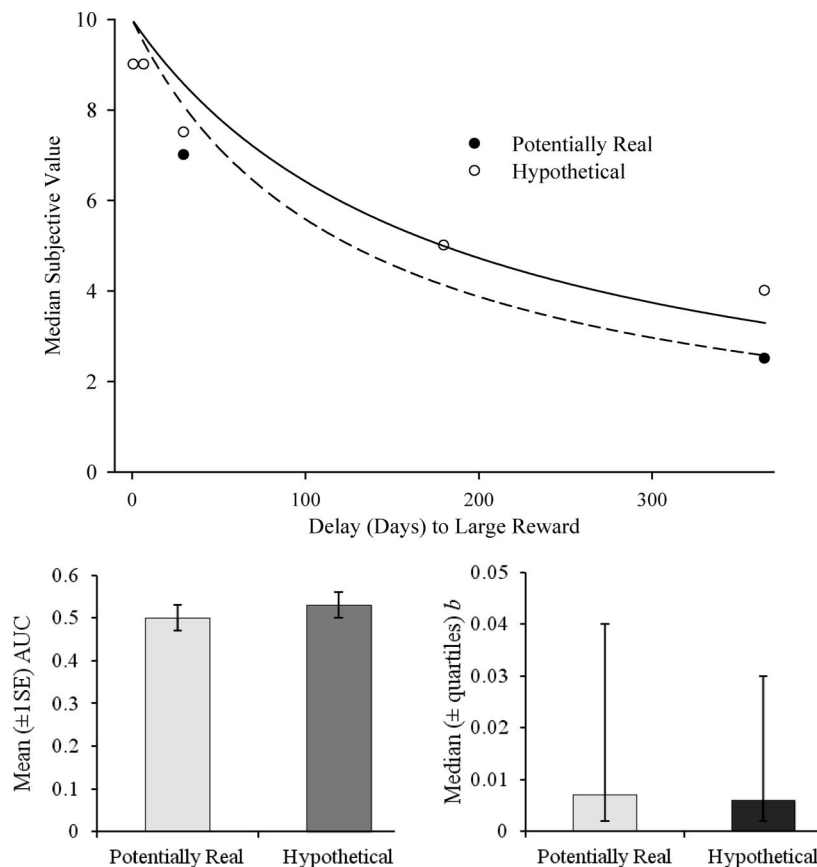 10
8
6
4
2
0
Median Subjective Value
Potentially Real
Hypothetical
0 100 200 300
Delay (Days) to Large Reward
0.6
0.5
0.4
0.3
0.2
0.1
0
Mean (±1SE) AUC
Potentially Real Hypothetical
0.05
0.04
0.03
0.02
0.01
0
Median (± quartiles) b
Potentially Real Hypothetical